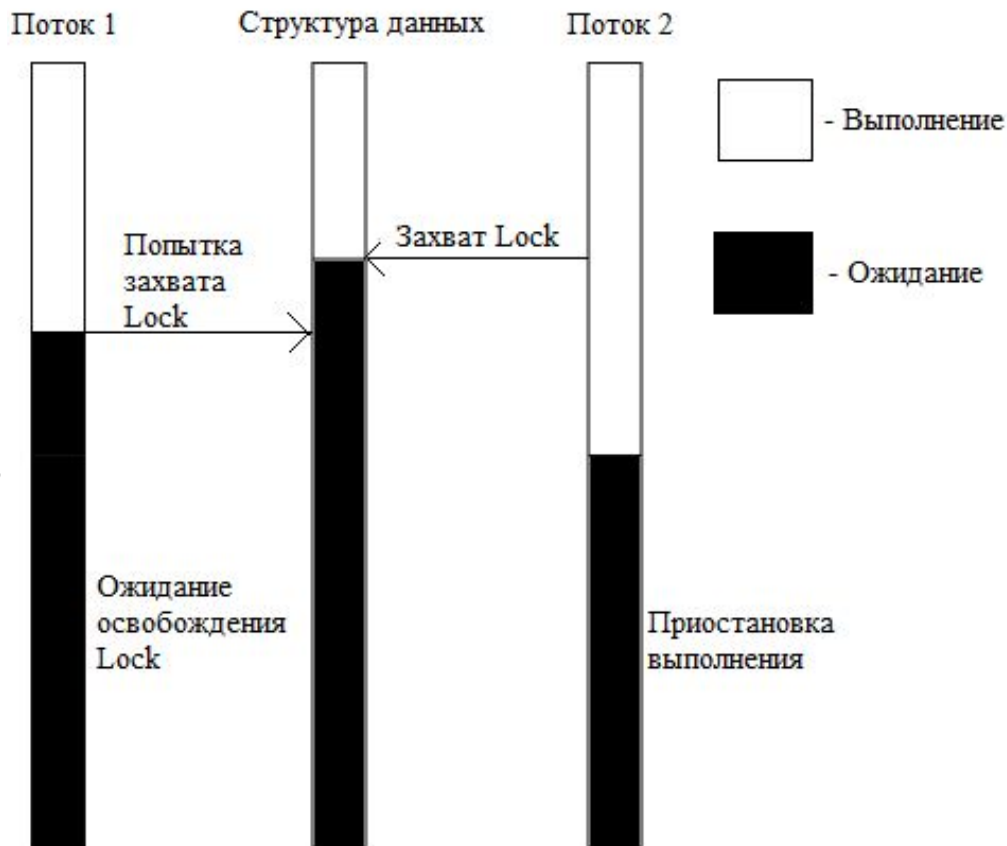 Поток 1
Структура данных
Поток 2
- Выполнение
Захват Lock
Попытка
захвата
Lock
- Ожидание
Ожидание
освобождения
Lock
Приостановка
выполнения